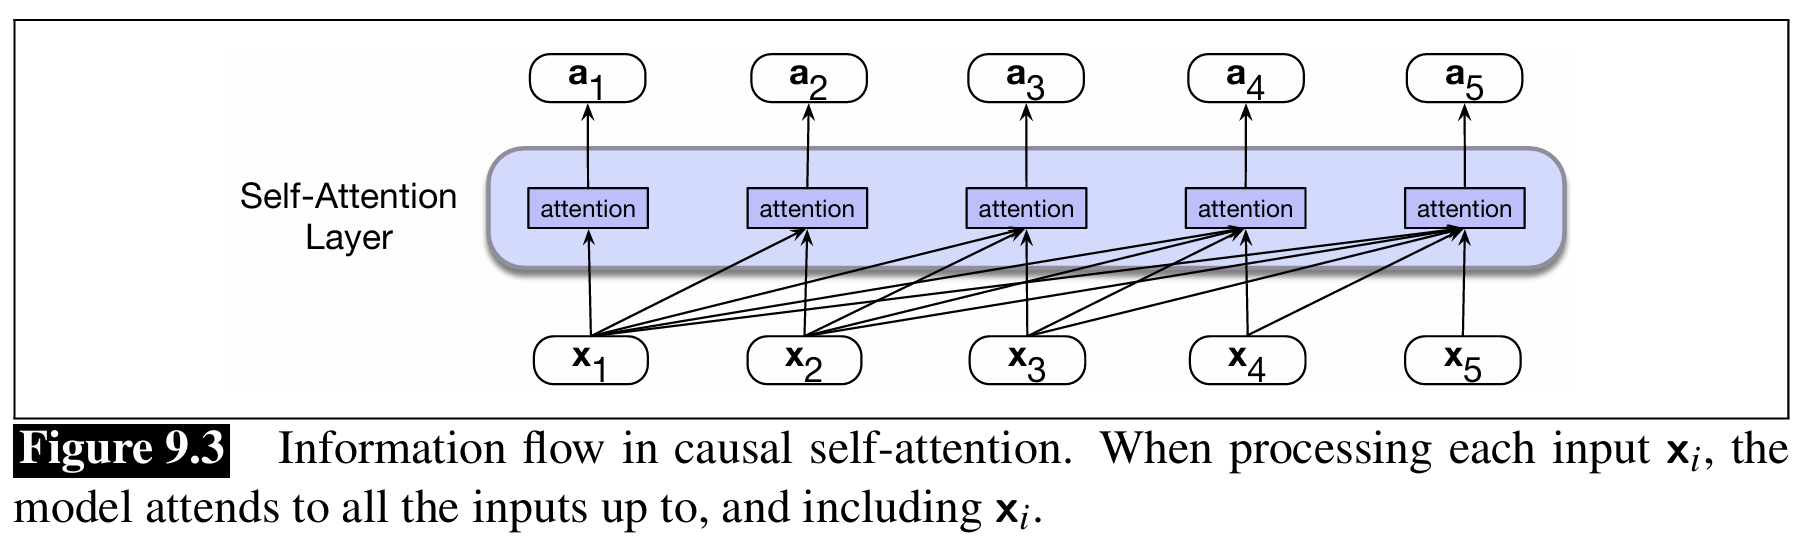 a1 a2 a3 a4 a5
Self-Attention
Layer
attention attention attention attention attention
x1 x2 x3 x4 x5
Figure 9.3 Information flow in causal self-attention. When processing each input xi, the
model attends to all the inputs up to, and including xi.